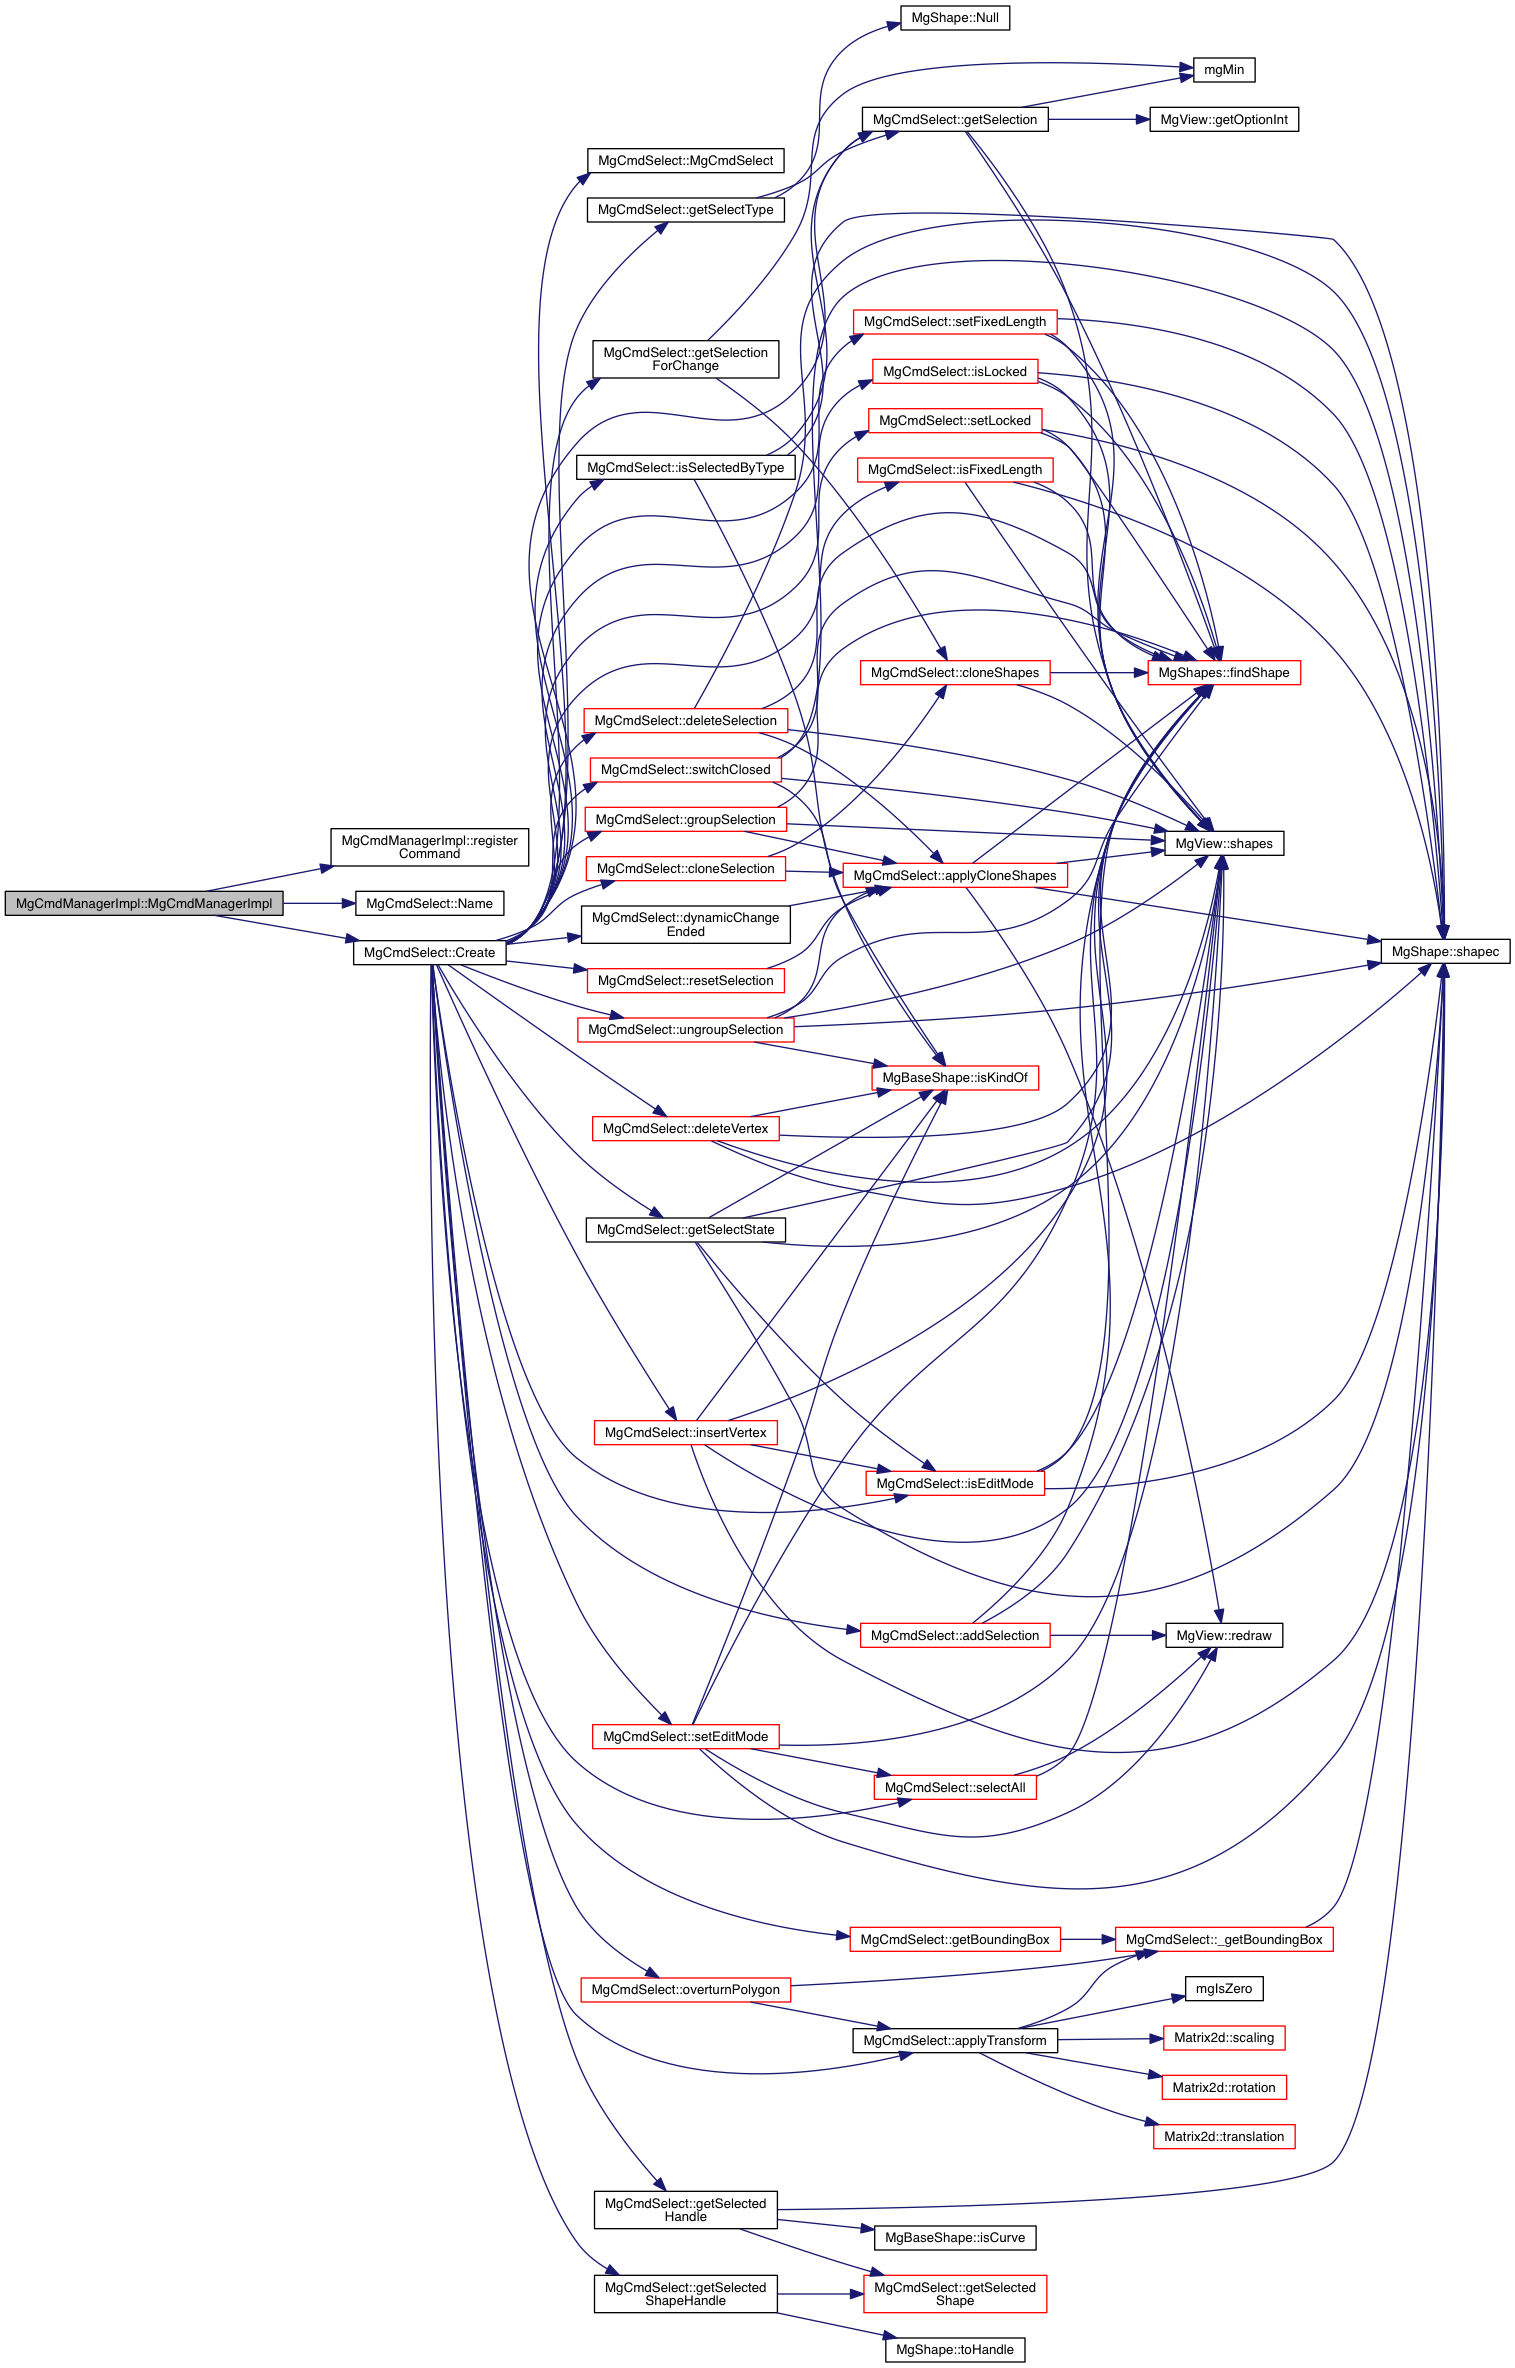 MgShape::Null
mgMin
MgCmdSelect::getSelection
MgView::getOptionInt
MgCmdSelect::MgCmdSelect
MgCmdSelect::getSelectType
MgCmdSelect::setFixedLength
MgCmdSelect::getSelection
ForChange
MgCmdSelect::isLocked
MgCmdSelect::setLocked
MgCmdSelect::isSelectedByType
MgCmdSelect::isFixedLength
MgCmdSelect::cloneShapes
MgShapes::findShape
MgCmdSelect::deleteSelection
MgCmdSelect::switchClosed
MgCmdSelect::groupSelection
MgCmdManagerImpl::register
Command
MgView::shapes
MgCmdSelect::cloneSelection
MgCmdSelect::applyCloneShapes
MgCmdManagerImpl::MgCmdManagerImpl
MgCmdSelect::Name
MgCmdSelect::dynamicChange
Ended
MgCmdSelect::Create
MgShape::shapec
MgCmdSelect::resetSelection
MgCmdSelect::ungroupSelection
MgBaseShape::isKindOf
MgCmdSelect::deleteVertex
MgCmdSelect::getSelectState
MgCmdSelect::insertVertex
MgCmdSelect::isEditMode
MgCmdSelect::addSelection
MgView::redraw
MgCmdSelect::setEditMode
MgCmdSelect::selectAll
MgCmdSelect::getBoundingBox
MgCmdSelect::_getBoundingBox
MgCmdSelect::overturnPolygon
mgIsZero
MgCmdSelect::applyTransform
Matrix2d::scaling
Matrix2d::rotation
Matrix2d::translation
MgCmdSelect::getSelected
Handle
MgBaseShape::isCurve
MgCmdSelect::getSelected
ShapeHandle
MgCmdSelect::getSelected
Shape
MgShape::toHandle